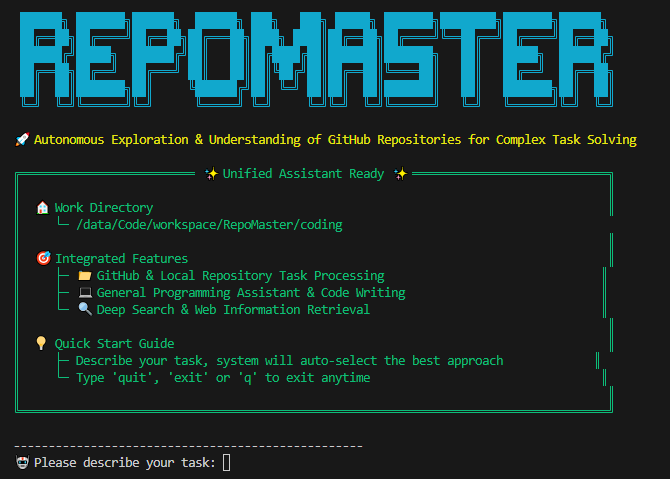 REPOMASTER
🚀 Autonomous Exploration & Understanding of GitHub Repositories for Complex Task Solving
✨ Unified Assistant Ready ✨
🏠 Work Directory
└─ /data/Code/workspace/RepoMaster/coding
🎯 Integrated Features
├─ 📂 GitHub & Local Repository Task Processing
├─ 💻 General Programming Assistant & Code Writing
└─ 🔍 Deep Search & Web Information Retrieval
💡 Quick Start Guide
├─ Describe your task, system will auto-select the best approach
└─ Type 'quit', 'exit' or 'q' to exit anytime
--------------------------------------------------
🤖 Please describe your task: